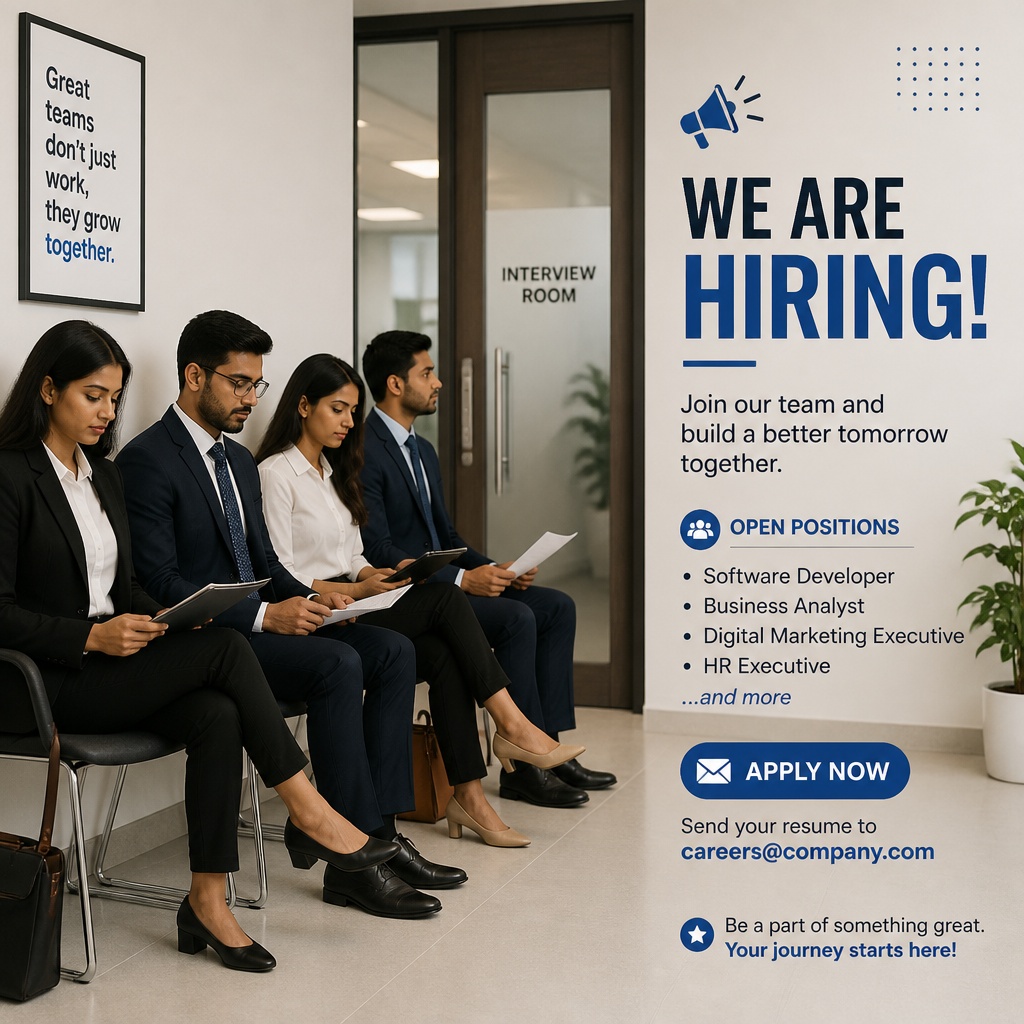 Great
teams
don't just
work,
they grow
together.
INTERVIEW
ROOM
WE ARE
HIRING!
Join our team and
build a better tomorrow
together.
OPEN POSITIONS
• Software Developer
• Business Analyst
• Digital Marketing Executive
• HR Executive
...and more
APPLY NOW
Send your resume to
careers@company.com
Be a part of something great.
Your journey starts here!